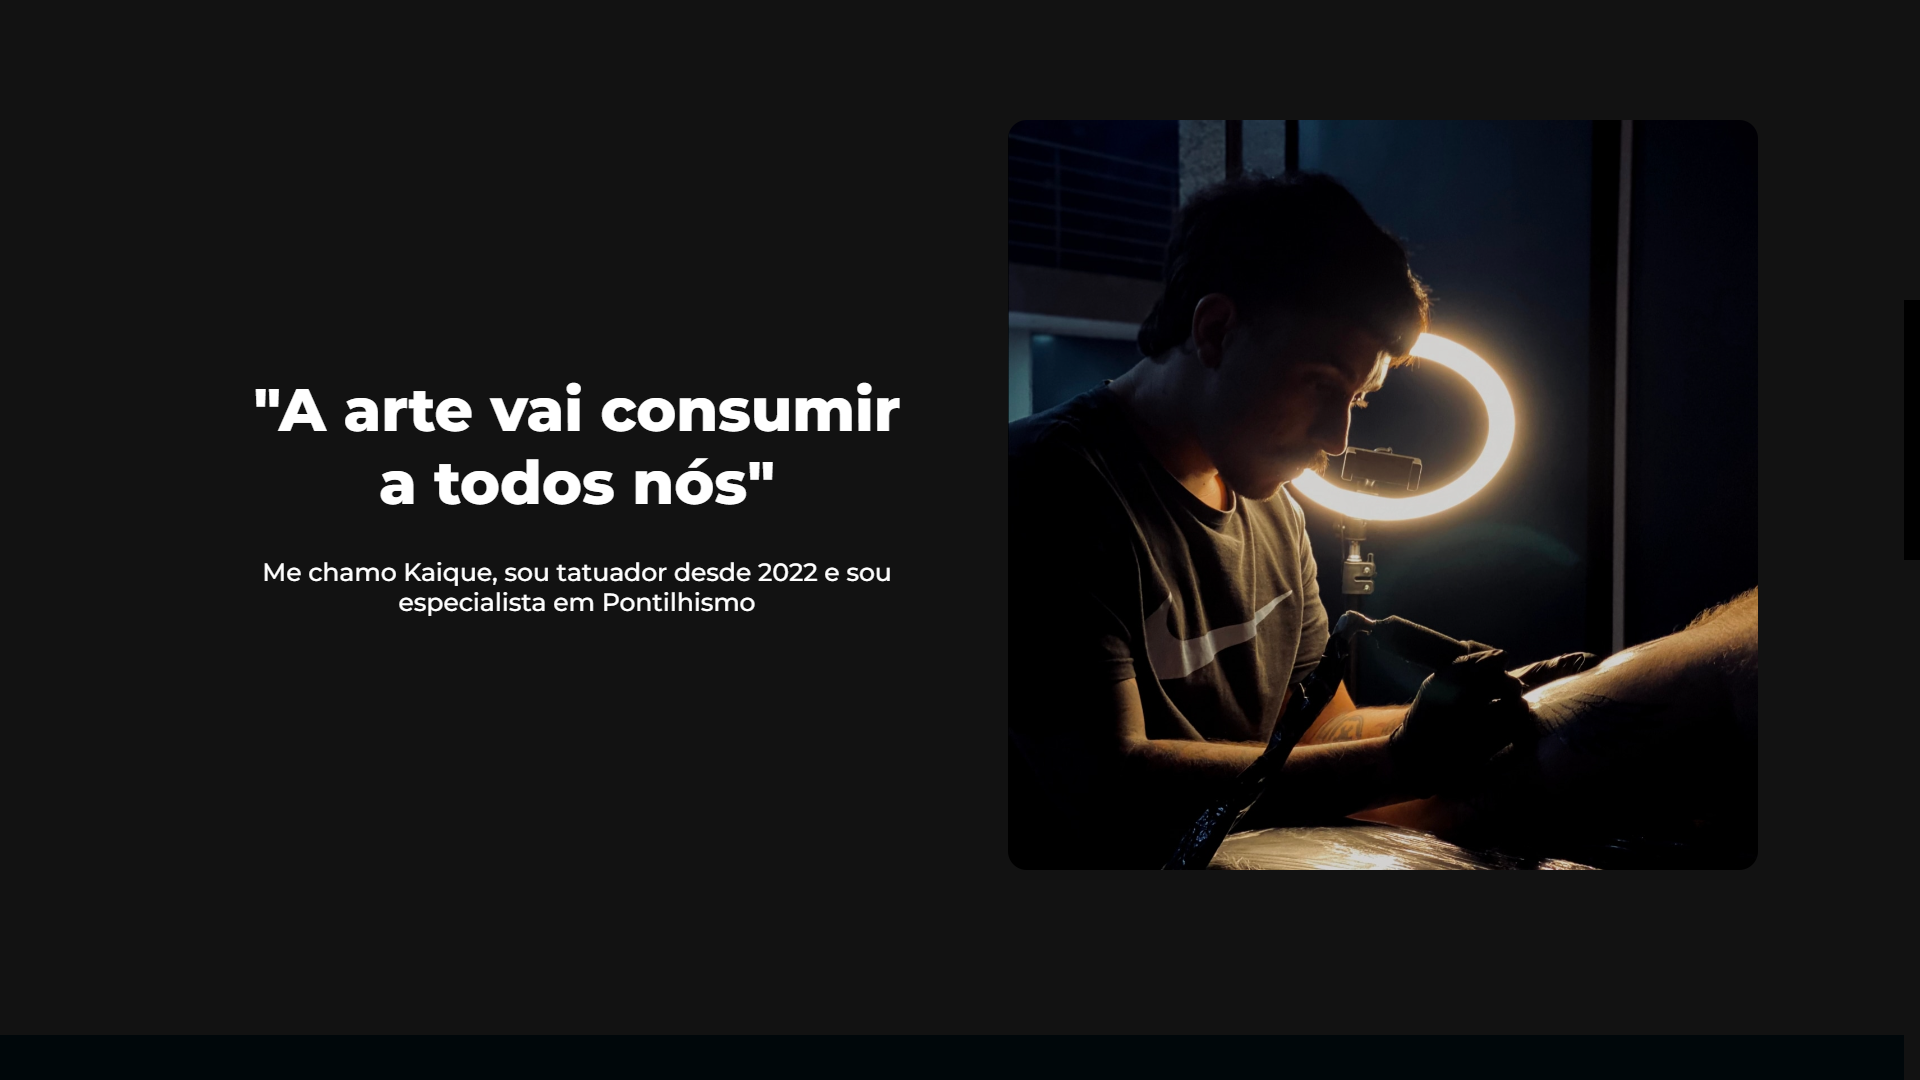 "A arte vai consumir
a todos nós"
Me chamo Kaique, sou tatuador desde 2022 e sou
especialista em Pontilhismo